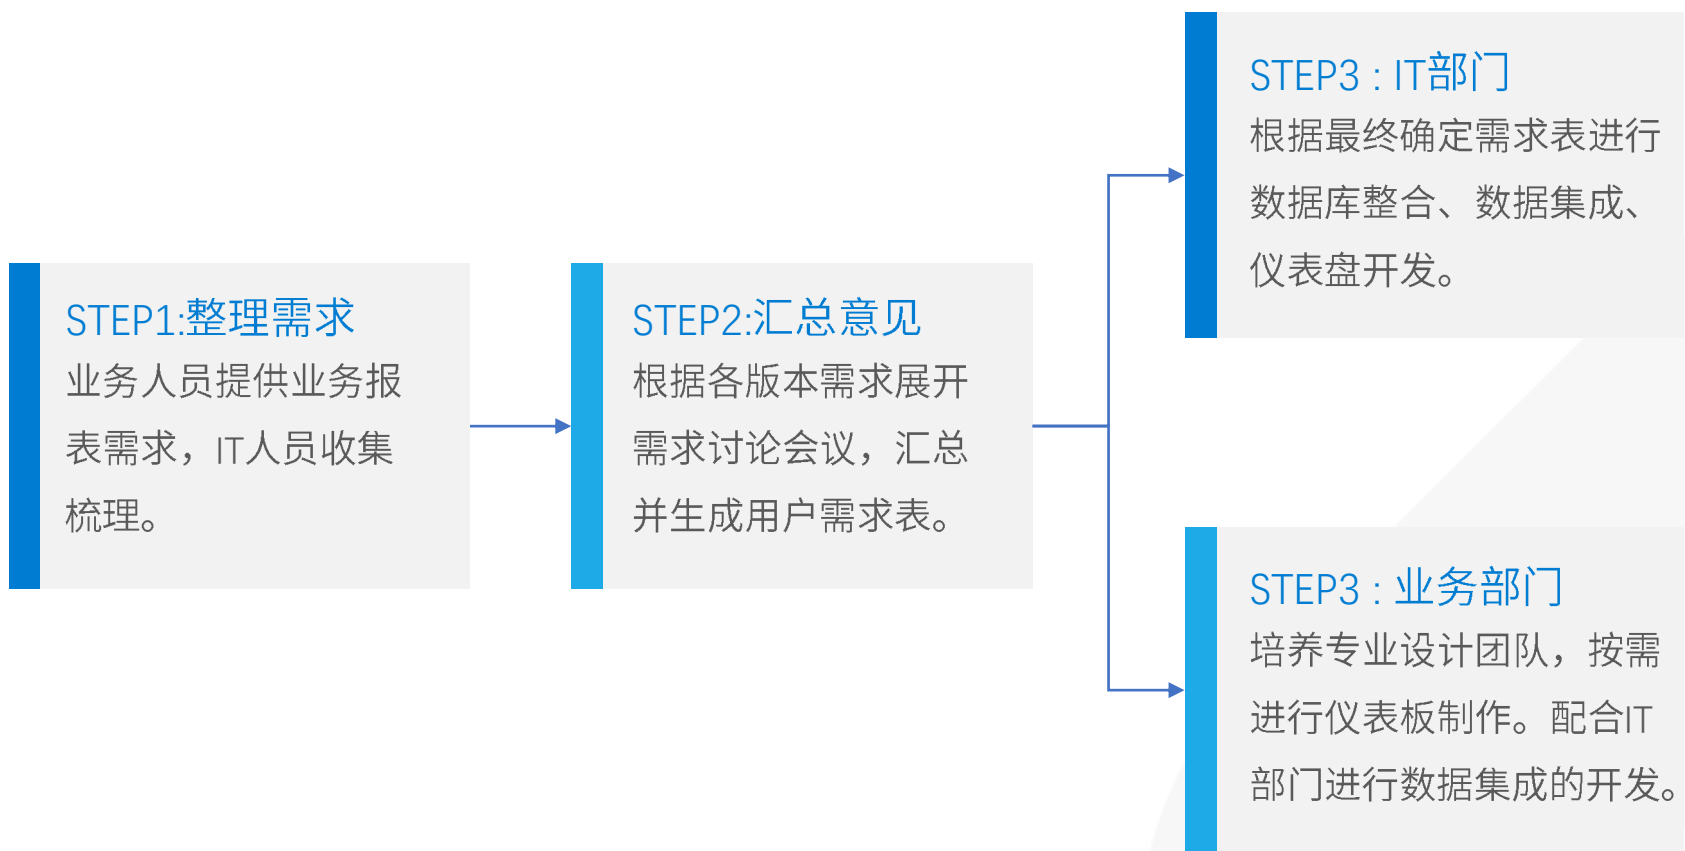 STEP1:整理需求
业务人员提供业务报
表需求，IT人员收集
梳理。
STEP2:汇总意见
根据各版本需求展开
需求讨论会议，汇总
并生成用户需求表。
STEP3：IT部门
根据最终确定需求表进行
数据库整合、数据集成、
仪表盘开发。
STEP3：业务部门
培养专业设计团队，按需
进行仪表板制作。配合IT
部门进行数据集成的开发。